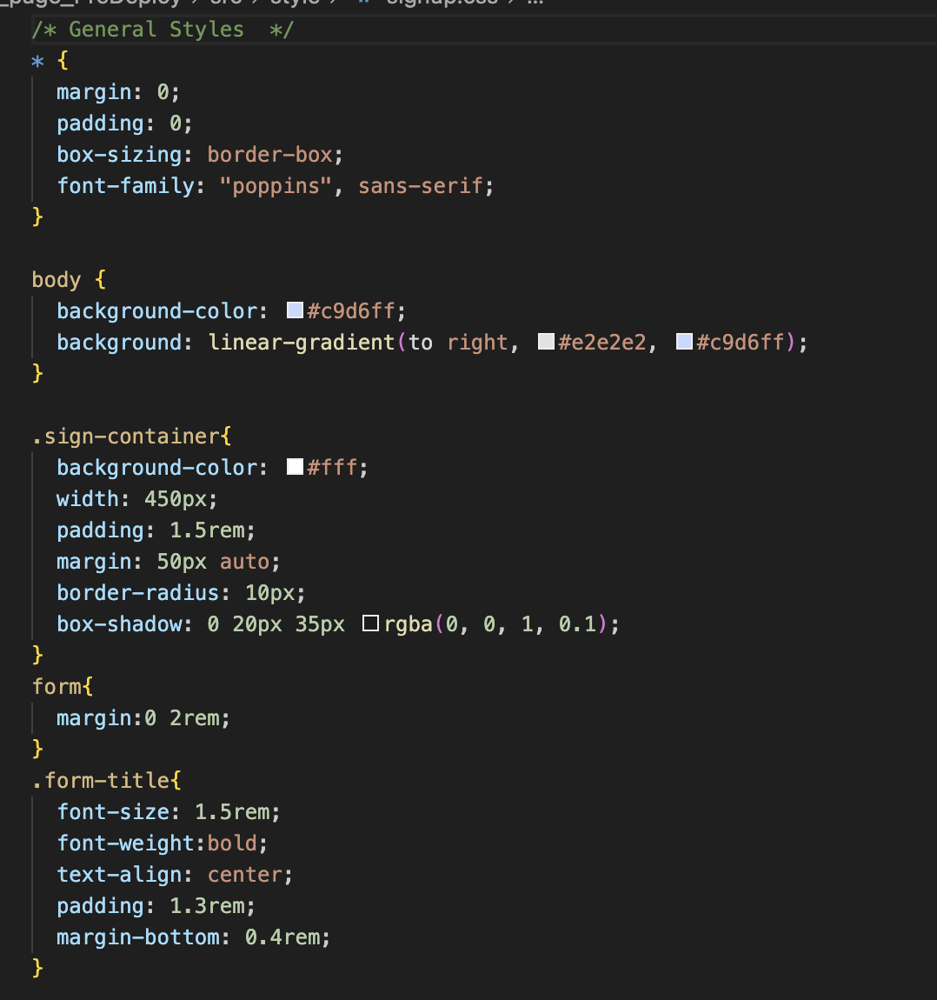 /* General Styles  */
* {
  margin: 0;
  padding: 0;
  box-sizing: border-box;
  font-family: "poppins", sans-serif;
}

body {
  background-color: #c9d6ff;
  background: linear-gradient(to right, #e2e2e2, #c9d6ff);
}

.sign-container{
  background-color: #fff;
  width: 450px;
  padding: 1.5rem;
  margin: 50px auto;
  border-radius: 10px;
  box-shadow: 0 20px 35px rgba(0, 0, 1, 0.1);
}
form{
  margin:0 2rem;
}
.form-title{
  font-size: 1.5rem;
  font-weight:bold;
  text-align: center;
  padding: 1.3rem;
  margin-bottom: 0.4rem;
}